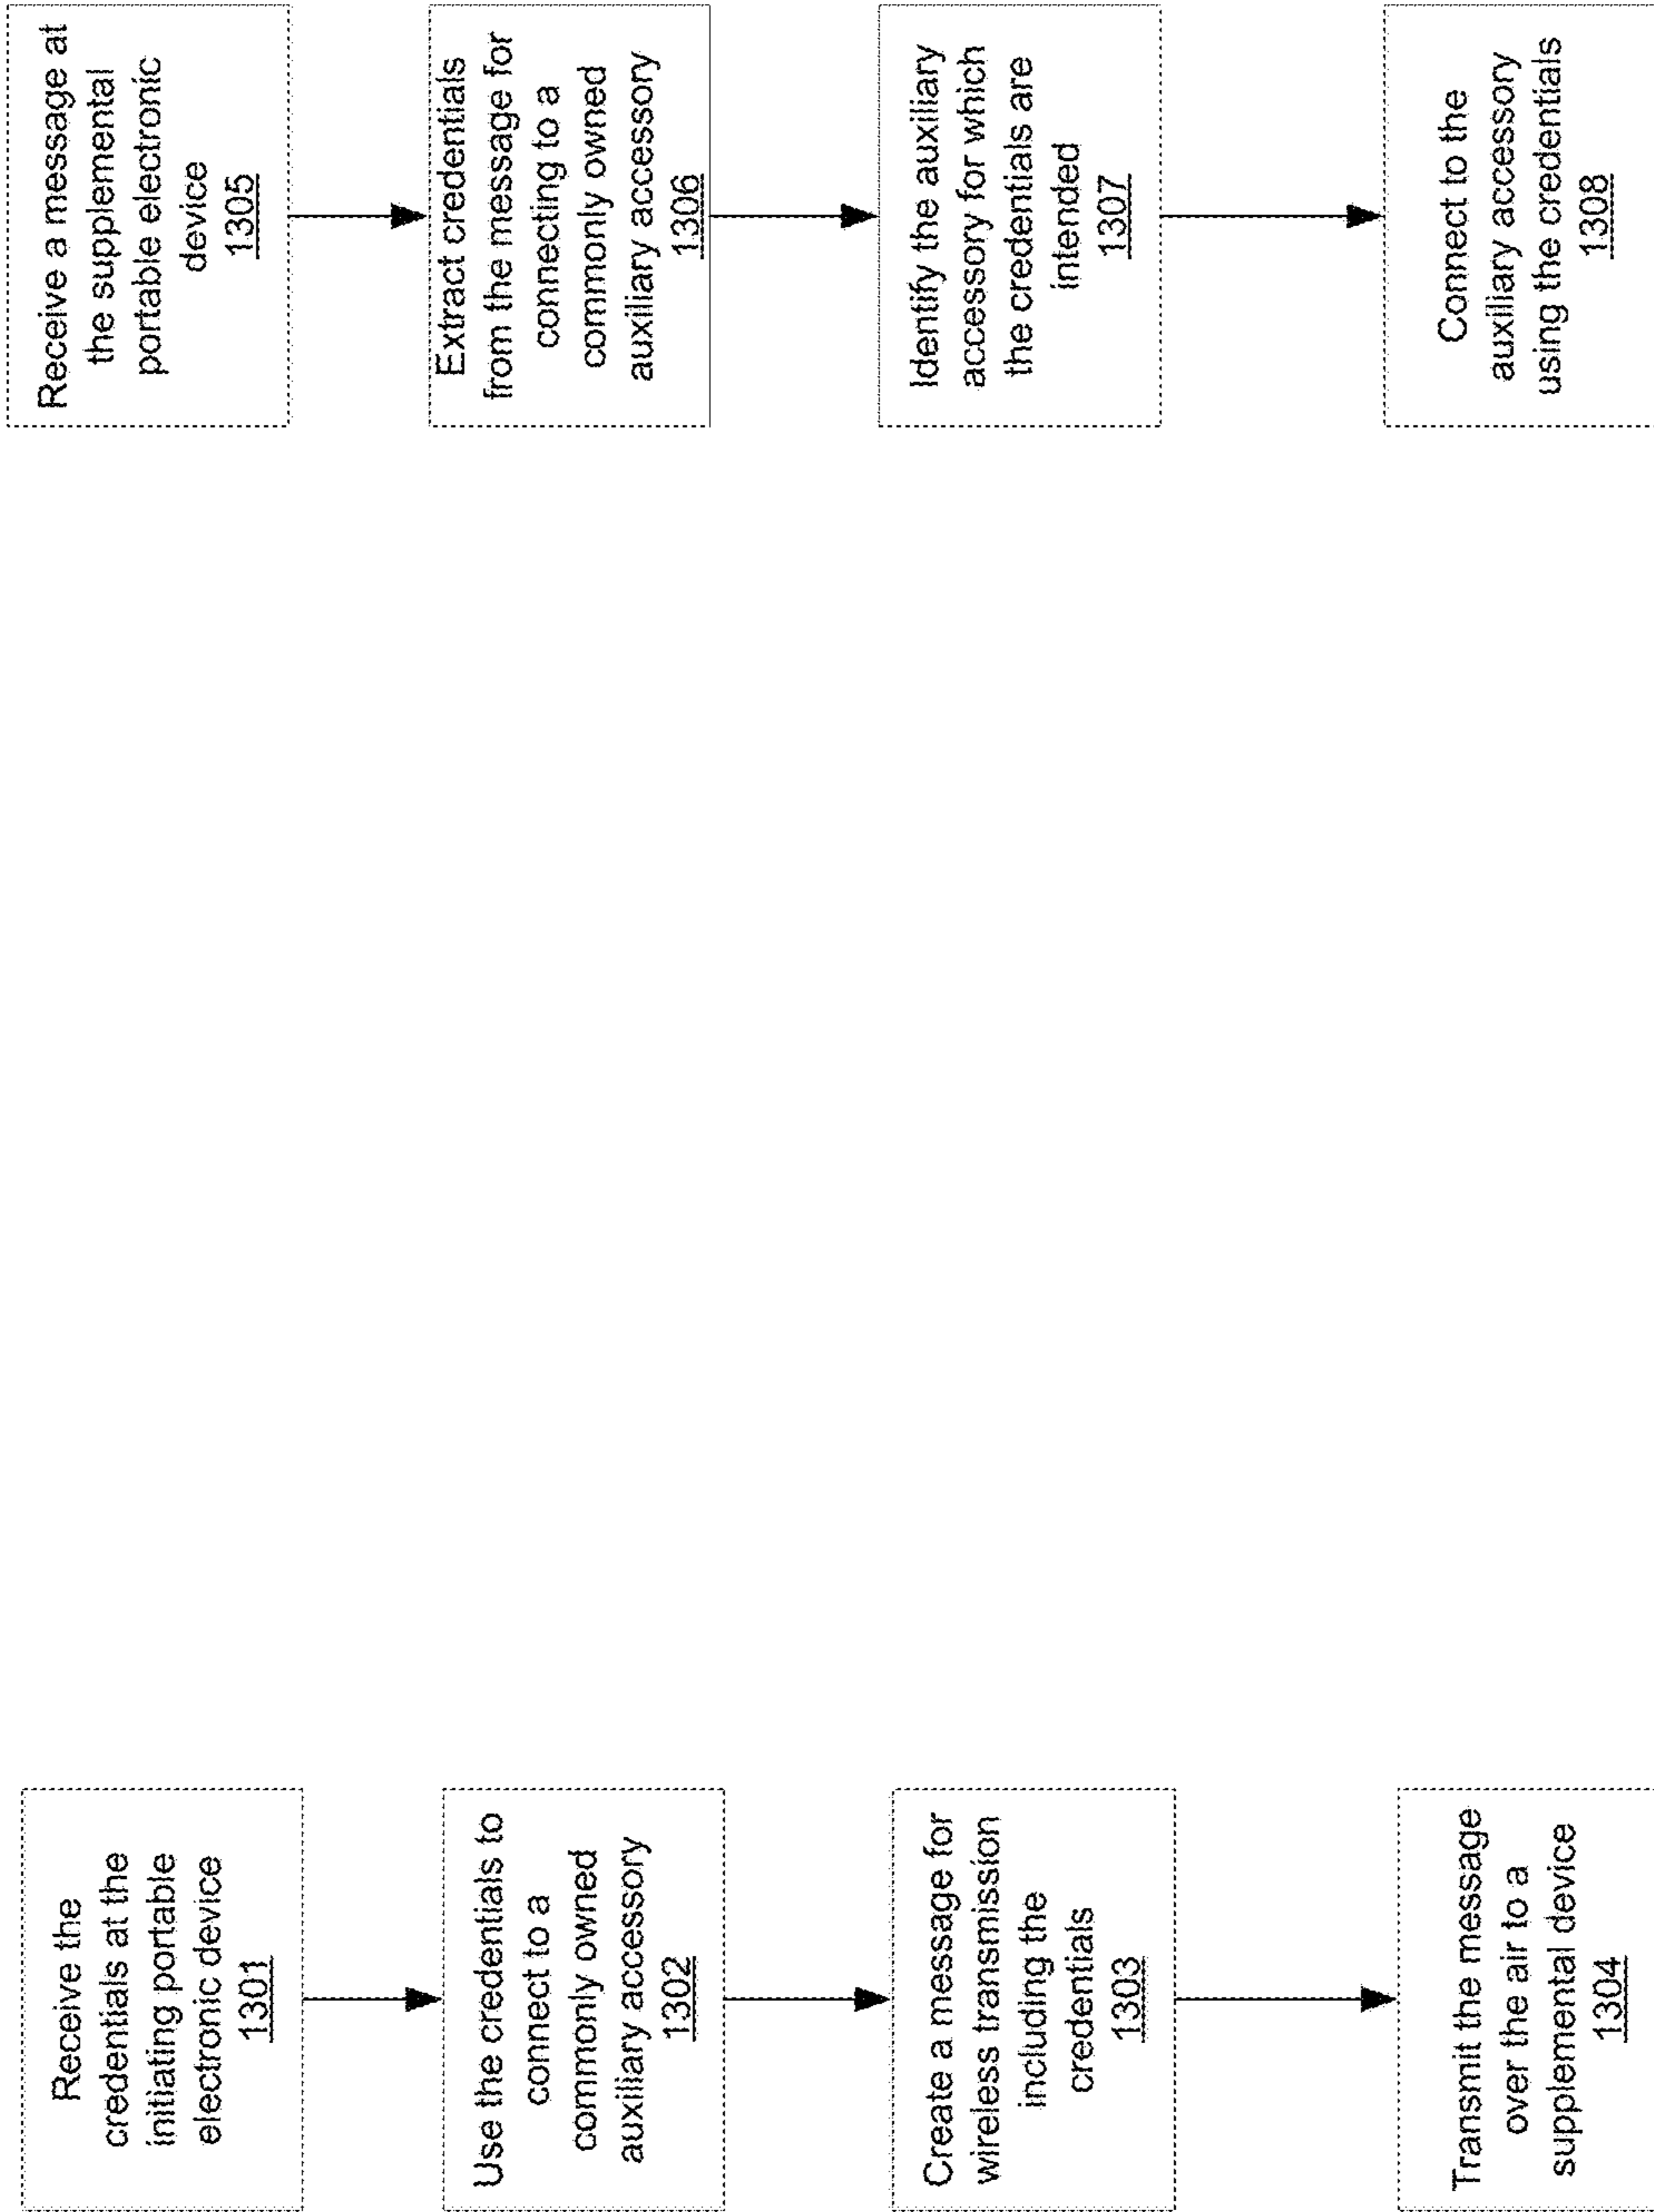 Receive the
credentials at the
initiating portable
electronic device
1301
Use the credentials to
connect to a
commonly owned
auxiliary accessory
1302
Create a message for
wireless transmission
including the
credentials
1303
Transmit the message
over the air to a
supplemental device
1304
Receive a message at
the supplemental
portable electronic
device
1305
Extract credentials
from the message for
connecting to a
commonly owned
auxiliary accessory
1306
Identify the auxiliary
accessory for which
the credentials are
intended
1307
Connect to the
auxiliary accessory
using the credentials
1308